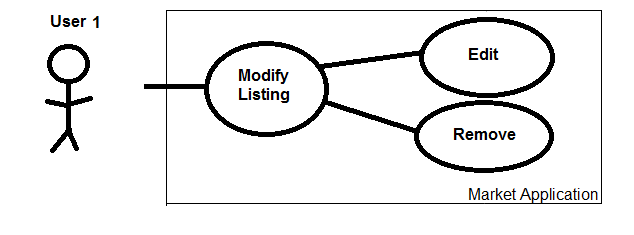 User 1
Modify
Listing
Edit
Remove
Market Application